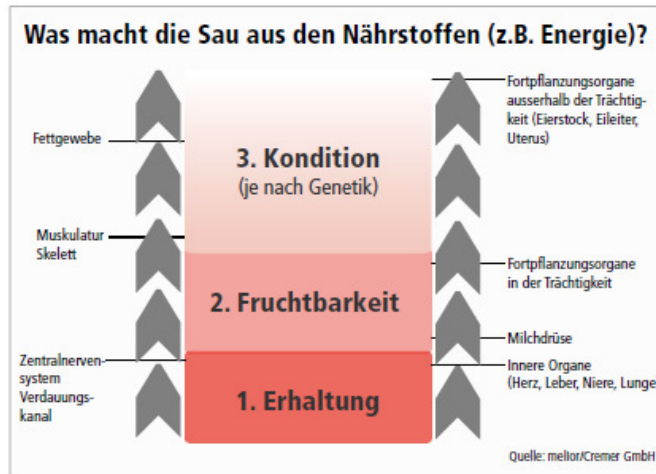 Was macht die Sau aus den Nährstoffen (z.B. Energie)?
Fettgewebe
Muskulatur
Skelett
Zentralnerven-
system
Verdauungs-
kanal
3. Kondition
(je nach Genetik)
2. Fruchtbarkeit
1. Erhaltung
Fortpflanzungsorgane
ausserhalb der Trächtig-
keit (Eierstock, Eileiter,
Uterus)
Fortpflanzungsorgane
in der Trächtigkeit
Milchdrüse
Innere Organe
(Herz, Leber, Niere, Lunge
Quelle: melior/Cremer GmbH